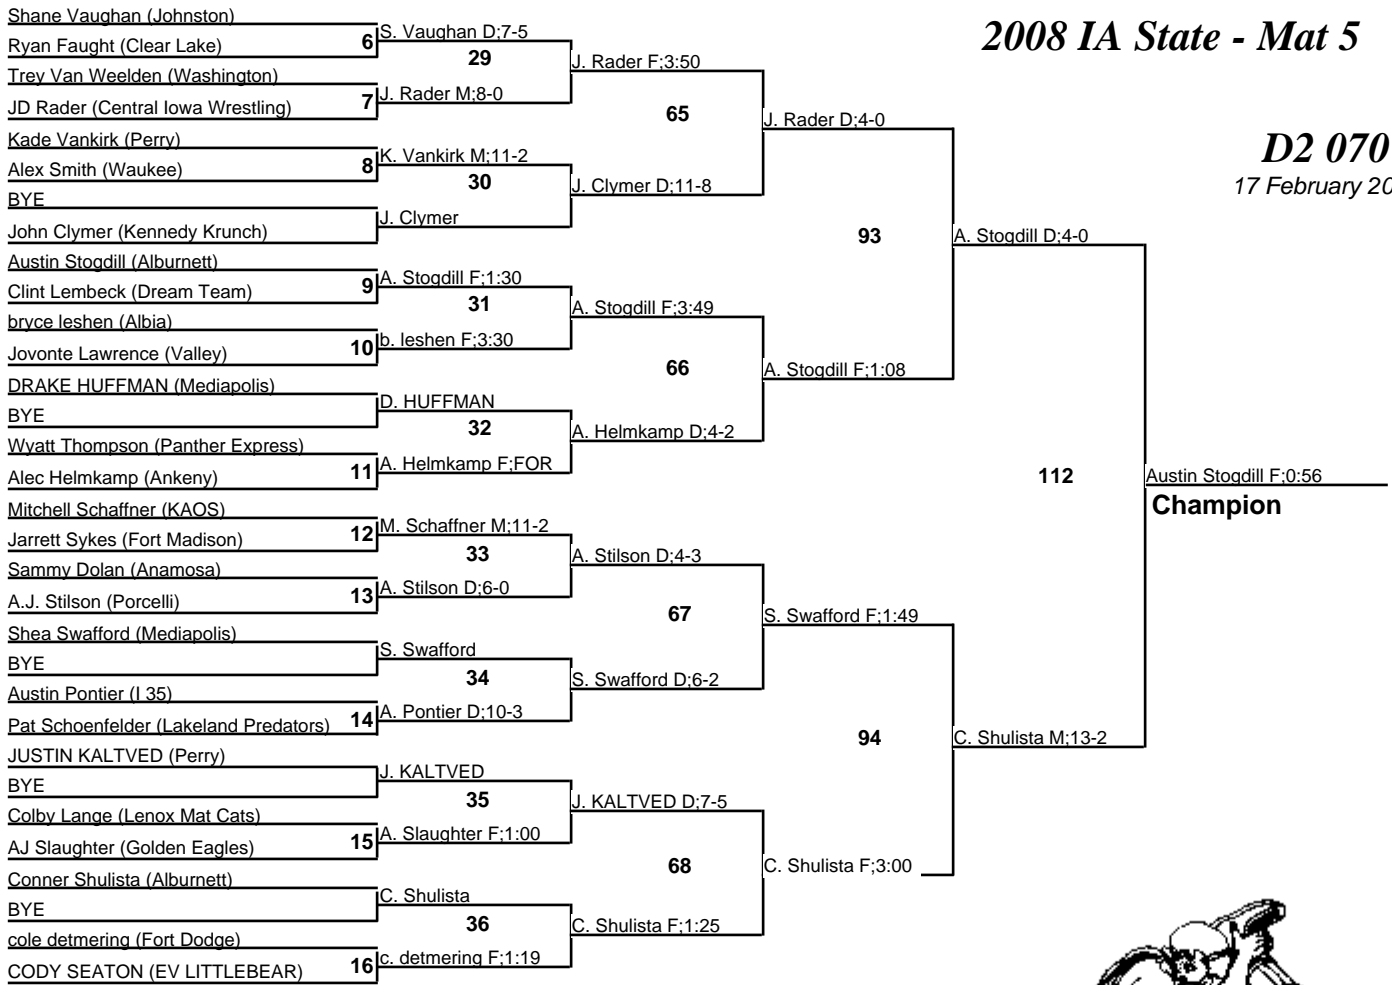 2008 IA State - Mat 5
D2 070
17 February 20
Shane Vaughan (Johnston)
Ryan Faught (Clear Lake)
Trey Van Weelden (Washington)
JD Rader (Central Iowa Wrestling)
Kade Vankirk (Perry)
Alex Smith (Waukee)
BYE
John Clymer (Kennedy Krunch)
Austin Stogdill (Alburnett)
Clint Lembeck (Dream Team)
bryce leshen (Albia)
Jovonte Lawrence (Valley)
DRAKE HUFFMAN (Mediapolis)
BYE
Wyatt Thompson (Panther Express)
Alec Helmkamp (Ankeny)
Mitchell Schaffner (KAOS)
Jarrett Sykes (Fort Madison)
Sammy Dolan (Anamosa)
A.J. Stilson (Porcelli)
Shea Swafford (Mediapolis)
BYE
Austin Pontier (I 35)
Pat Schoenfelder (Lakeland Predators)
JUSTIN KALTVED (Perry)
BYE
Colby Lange (Lenox Mat Cats)
AJ Slaughter (Golden Eagles)
Conner Shulista (Alburnett)
BYE
cole detmering (Fort Dodge)
CODY SEATON (EV LITTLEBEAR)
6
7
8
9
10
11
12
13
14
15
16
S. Vaughan D;7-5
29
J. Rader M;8-0
K. Vankirk M;11-2
30
J. Clymer
A. Stogdill F;1:30
31
b. leshen F;3:30
D. HUFFMAN
32
A. Helmkamp F;FOR
M. Schaffner M;11-2
33
A. Stilson D;6-0
S. Swafford
34
A. Pontier D;10-3
J. KALTVED
35
A. Slaughter F;1:00
C. Shulista
36
c. detmering F;1:19
J. Rader F;3:50
65
J. Clymer D;11-8
A. Stogdill F;3:49
66
A. Helmkamp D;4-2
A. Stilson D;4-3
67
S. Swafford D;6-2
J. KALTVED D;7-5
68
C. Shulista F;1:25
J. Rader D;4-0
93
A. Stogdill F;1:08
S. Swafford F;1:49
94
C. Shulista F;3:00
A. Stogdill D;4-0
112
C. Shulista M;13-2
Austin Stogdill F;0:56
Champion